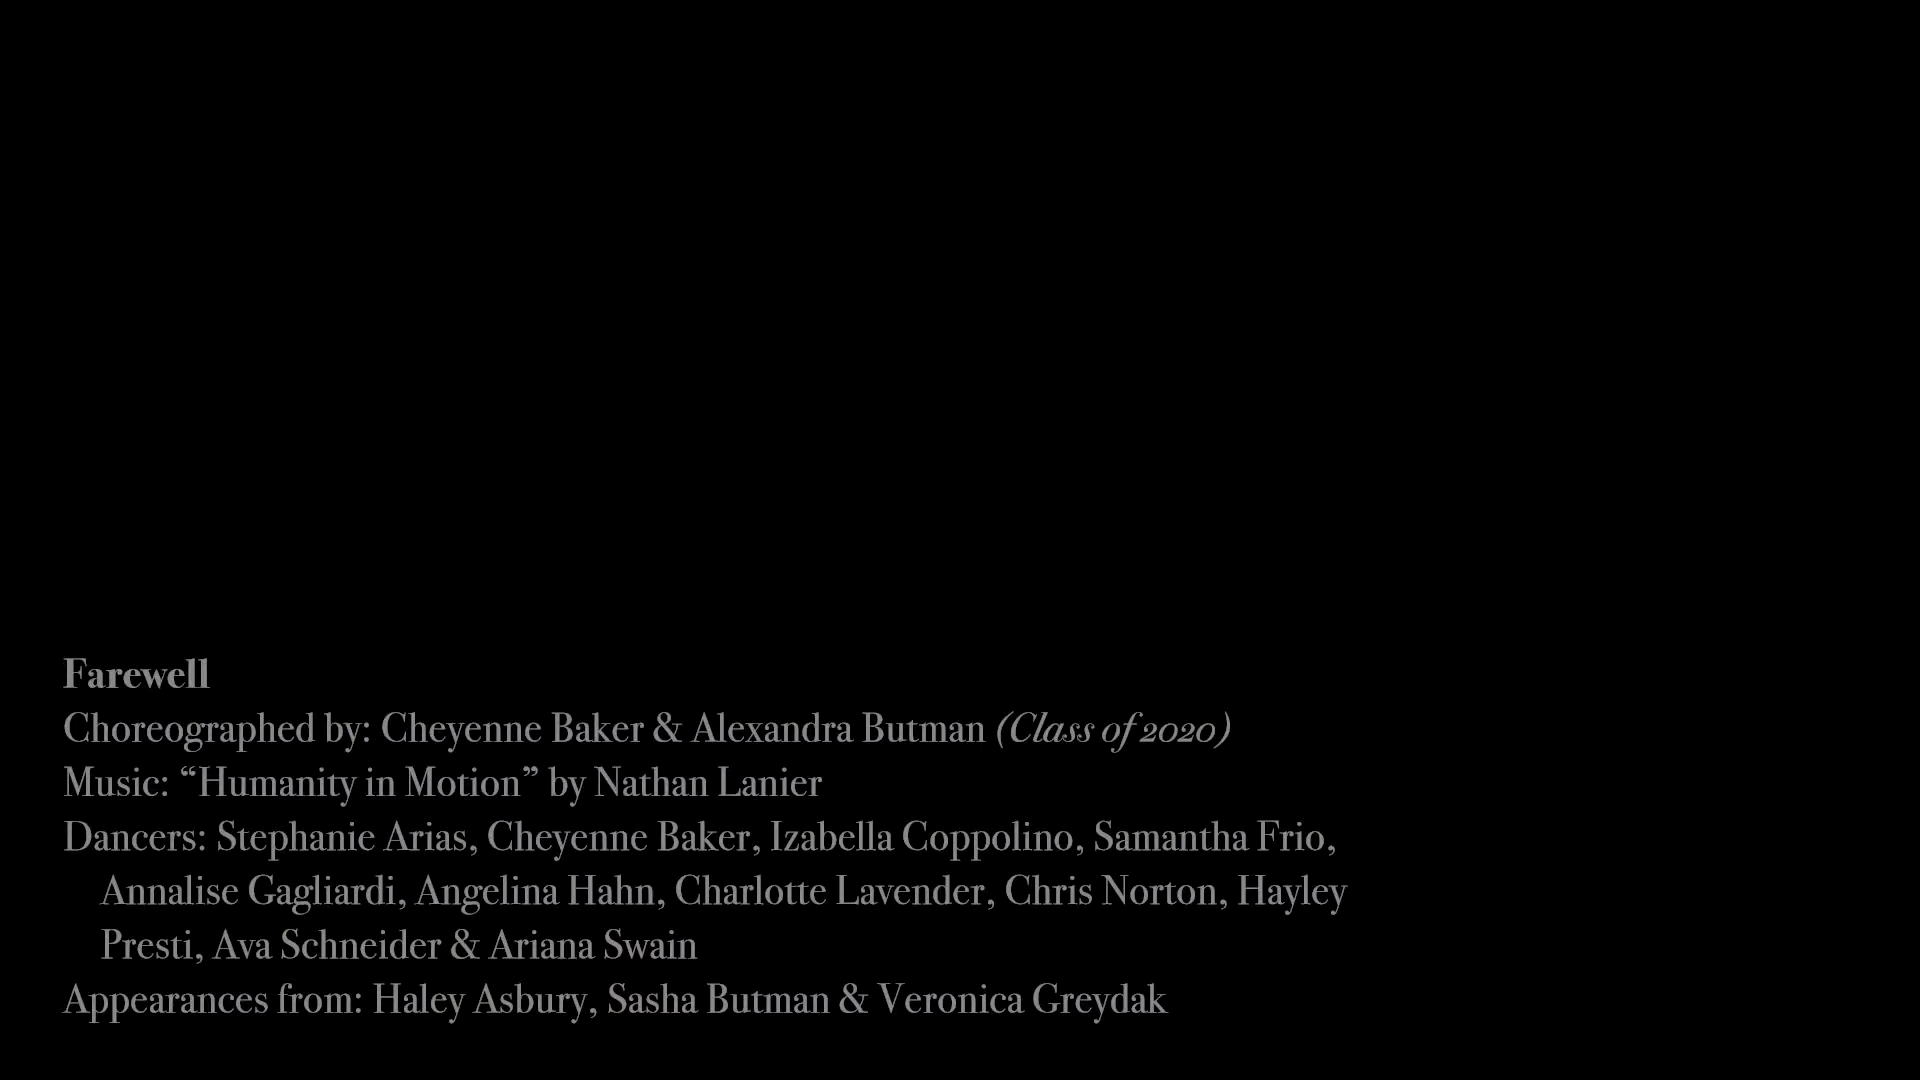 Farewell
Choreographed by: Cheyenne Baker & Alexandra Butman (Class of 2020)
Music: “Humanity in Motion” by Nathan Lanier
Dancers: Stephanie Arias, Cheyenne Baker, Izabella Coppolino, Samantha Frio,
Annalise Gagliardi, Angelina Hahn, Charlotte Lavender, Chris Norton, Hayley
Presti, Ava Schneider & Ariana Swain
Appearances from: Haley Asbury, Sasha Butman & Veronica Greydak